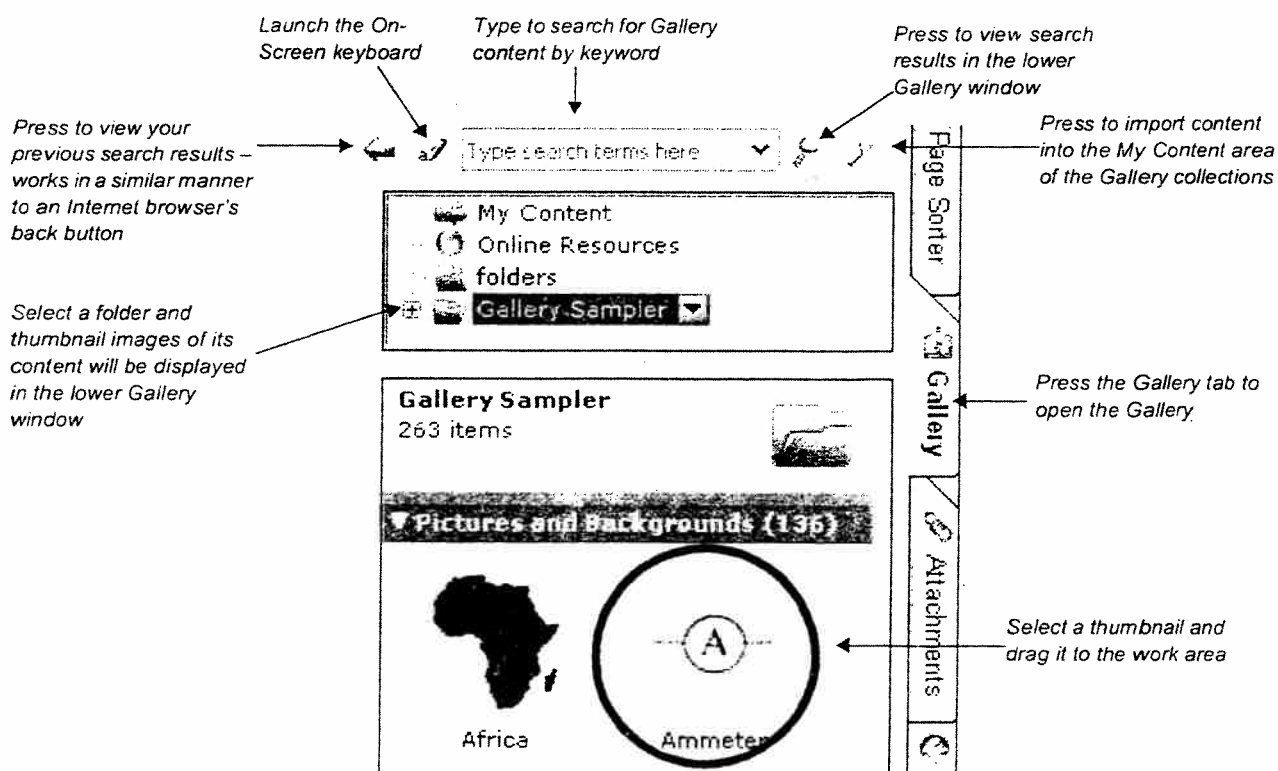 Launch the On-
Screen keyboard
Type to search for Gallery
content by keyword
Press to view search
results in the lower
Gallery window
Press to view your
previous search results –
works in a similar manner
to an Internet browser's
back button
Type search terms here
Press to import content
into the My Content area
of the Gallery collections
My Content
Online Resources
folders
Gallery Sampler
Select a folder and
thumbnail images of its
content will be displayed
in the lower Gallery
window
Page Sorter
Gallery
Attachments
Press the Gallery tab to
open the Gallery
Gallery Sampler
263 items
Pictures and Backgrounds (136)
A
Select a thumbnail and
drag it to the work area
Africa
Ammeter